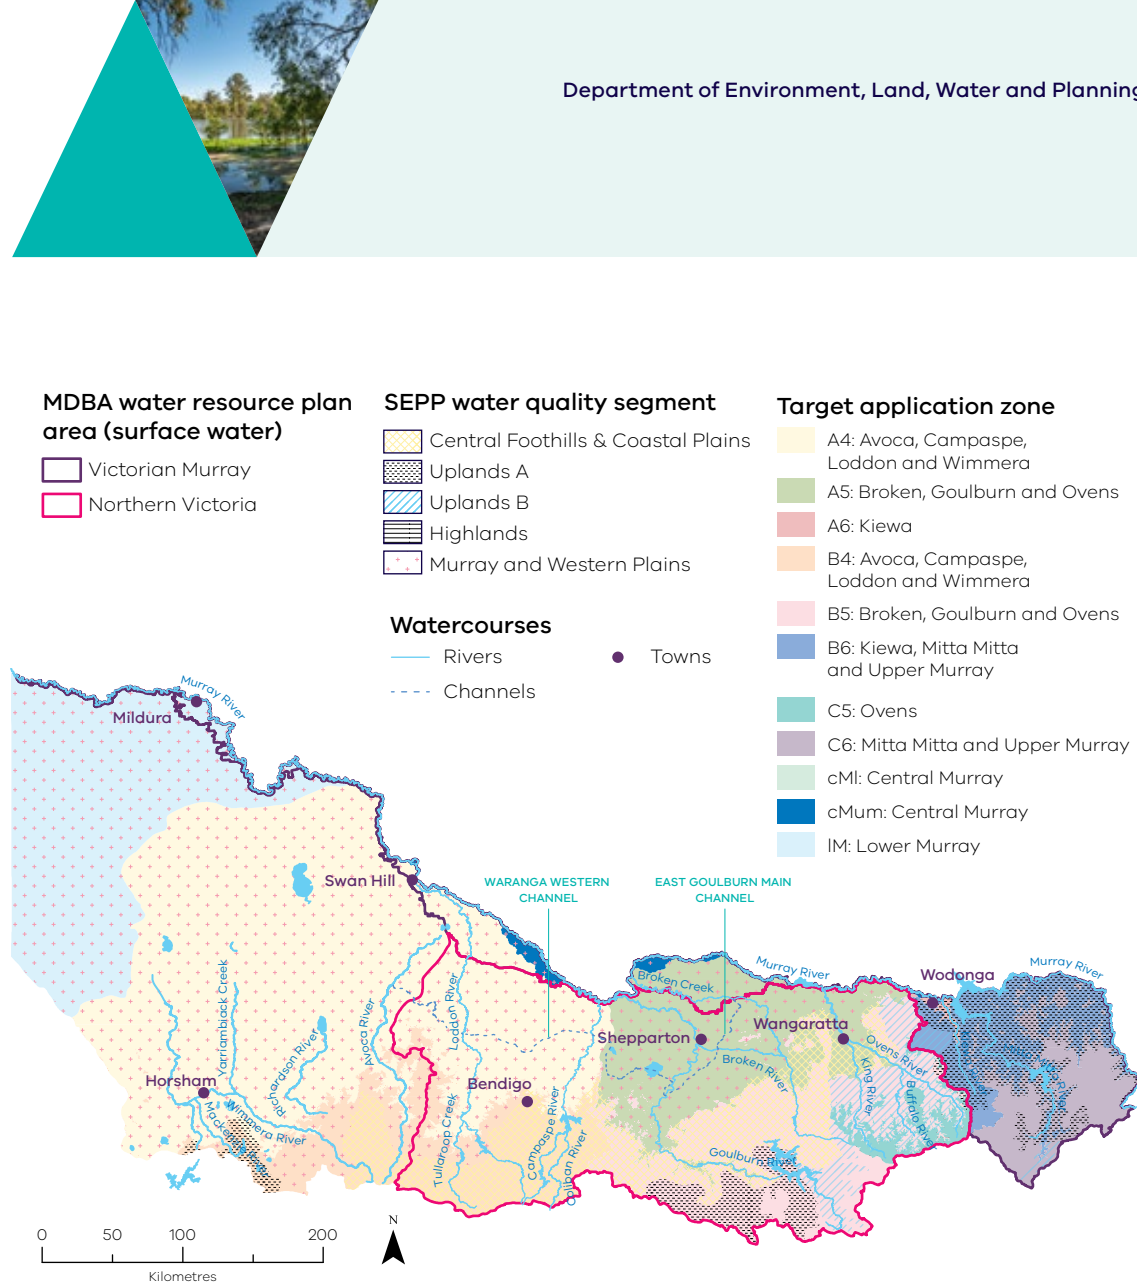 Department of Environment, Land, Water and Planning
MDBA water resource plan
area (surface water)
Victorian Murray
Northern Victoria
SEPP water quality segment
Central Foothills & Coastal Plains
Uplands A
Uplands B
Highlands
Murray and Western Plains
Watercourses
Rivers
Channels
Towns
Target application zone
A4: Avoca, Campaspe,
Loddon and Wimmera
A5: Broken, Goulburn and Ovens
A6: Kiewa
B4: Avoca, Campaspe,
Loddon and Wimmera
B5: Broken, Goulburn and Ovens
B6: Kiewa, Mitta Mitta
and Upper Murray
C5: Ovens
C6: Mitta Mitta and Upper Murray
cMl: Central Murray
cMum: Central Murray
lM: Lower Murray
Murray River
Mildura
Swan Hill
WARANGA WESTERN
CHANNEL
EAST GOULBURN MAIN
CHANNEL
Murray River
Murray River
Wodonga
Broken Creek
Yarriambiack Creek
Avoca River
Loddon River
Richardson River
Shepparton
Wangaratta
Broken River
Ovens River
King River
Buffalo River
Horsham
Wimmera River
Bendigo
Tullaroop Creek
Campaspe River
Coliban River
Goulburn River
0
50
100
200
Kilometres
N